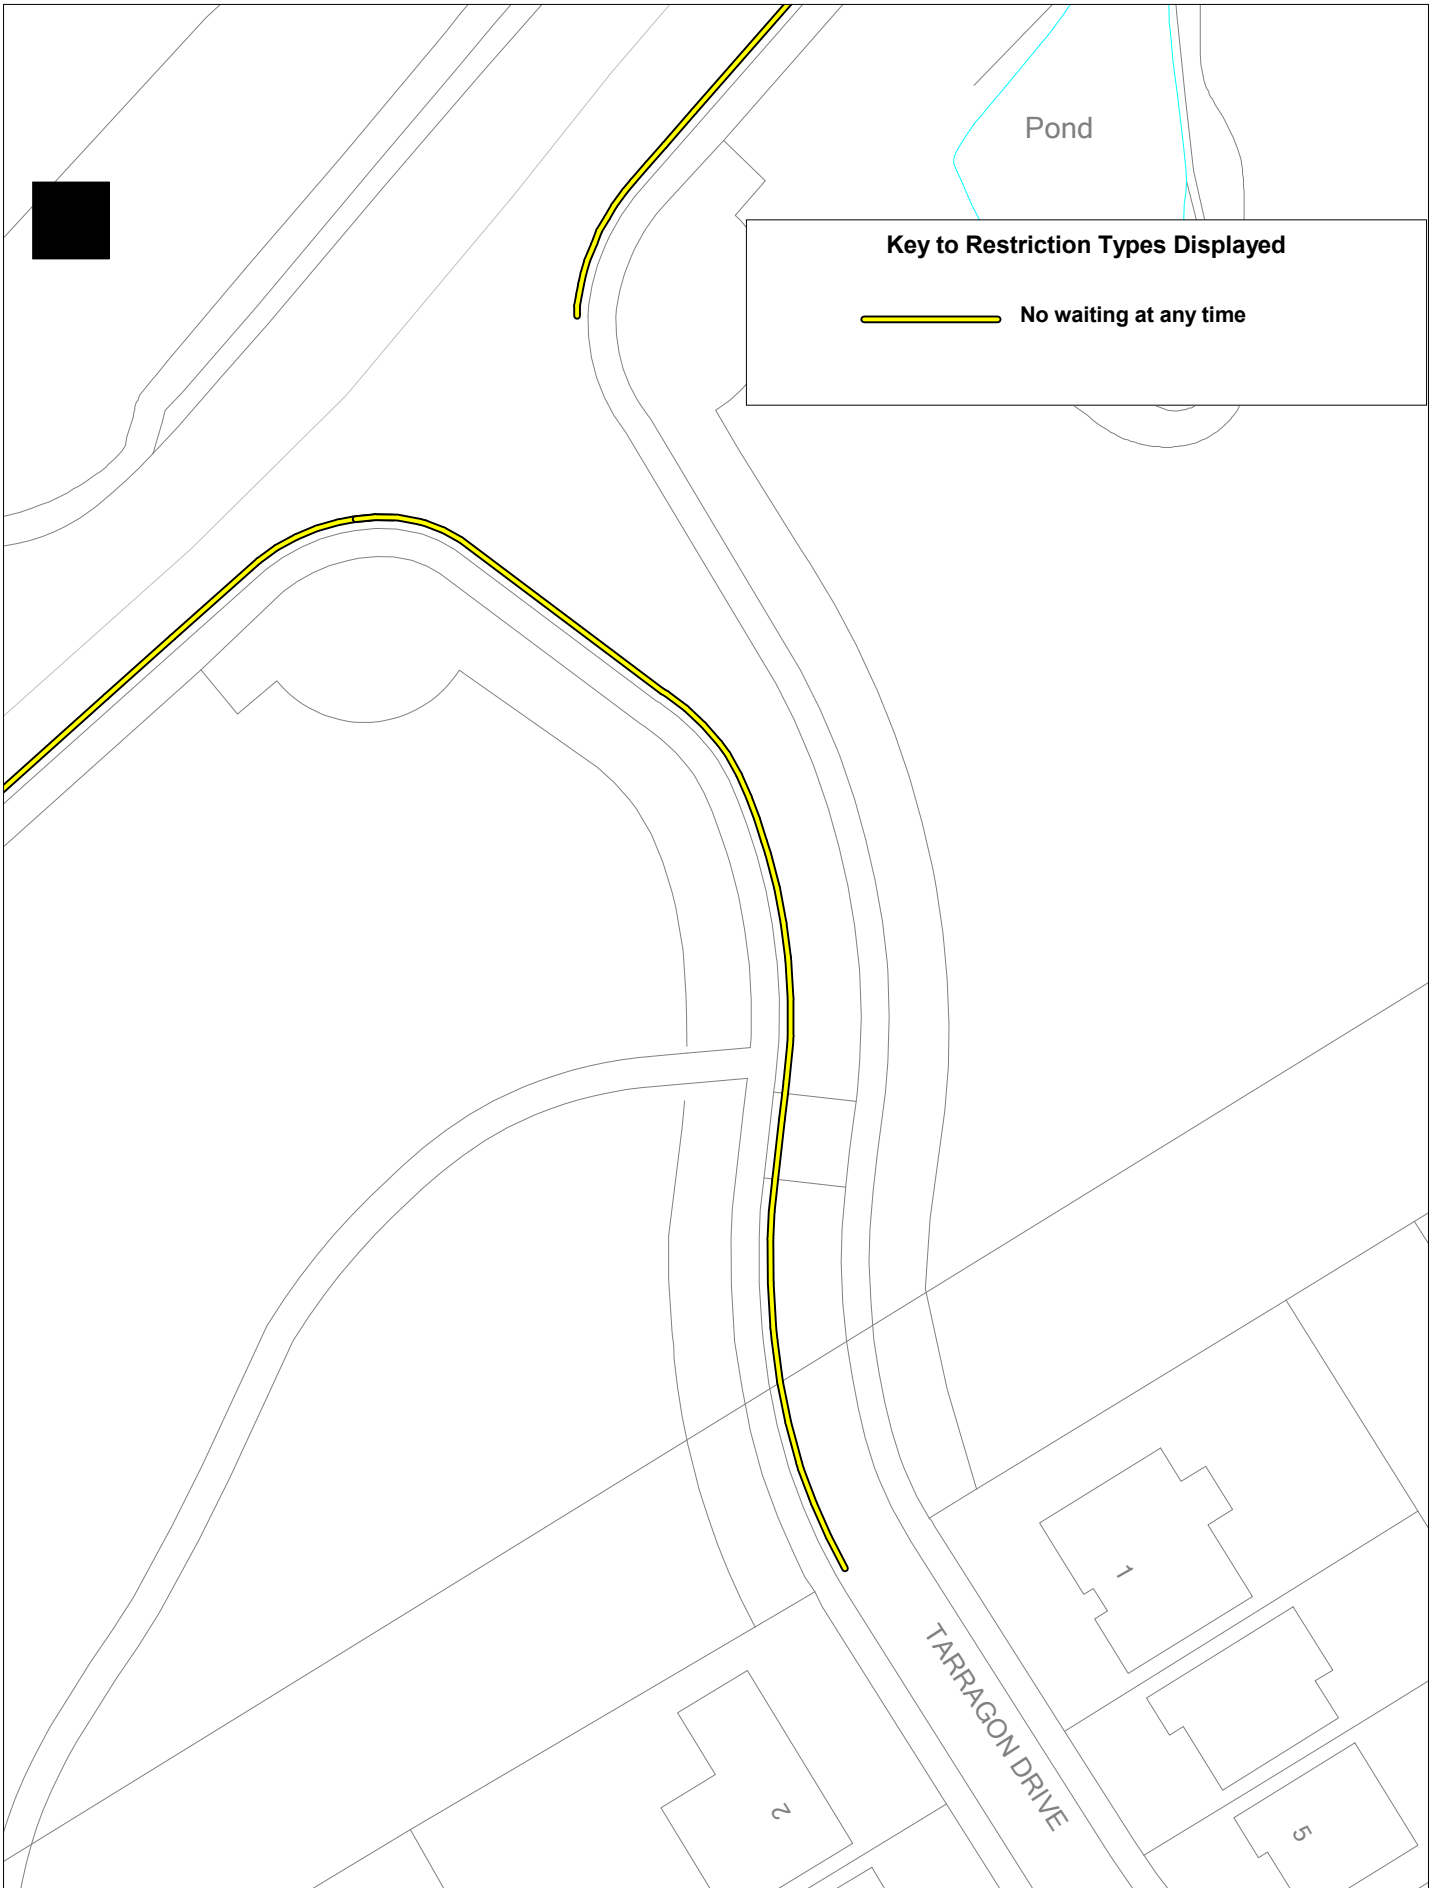 Pond
Key to Restriction Types Displayed
No waiting at any time
1
TARRAGON DRIVE
2
5